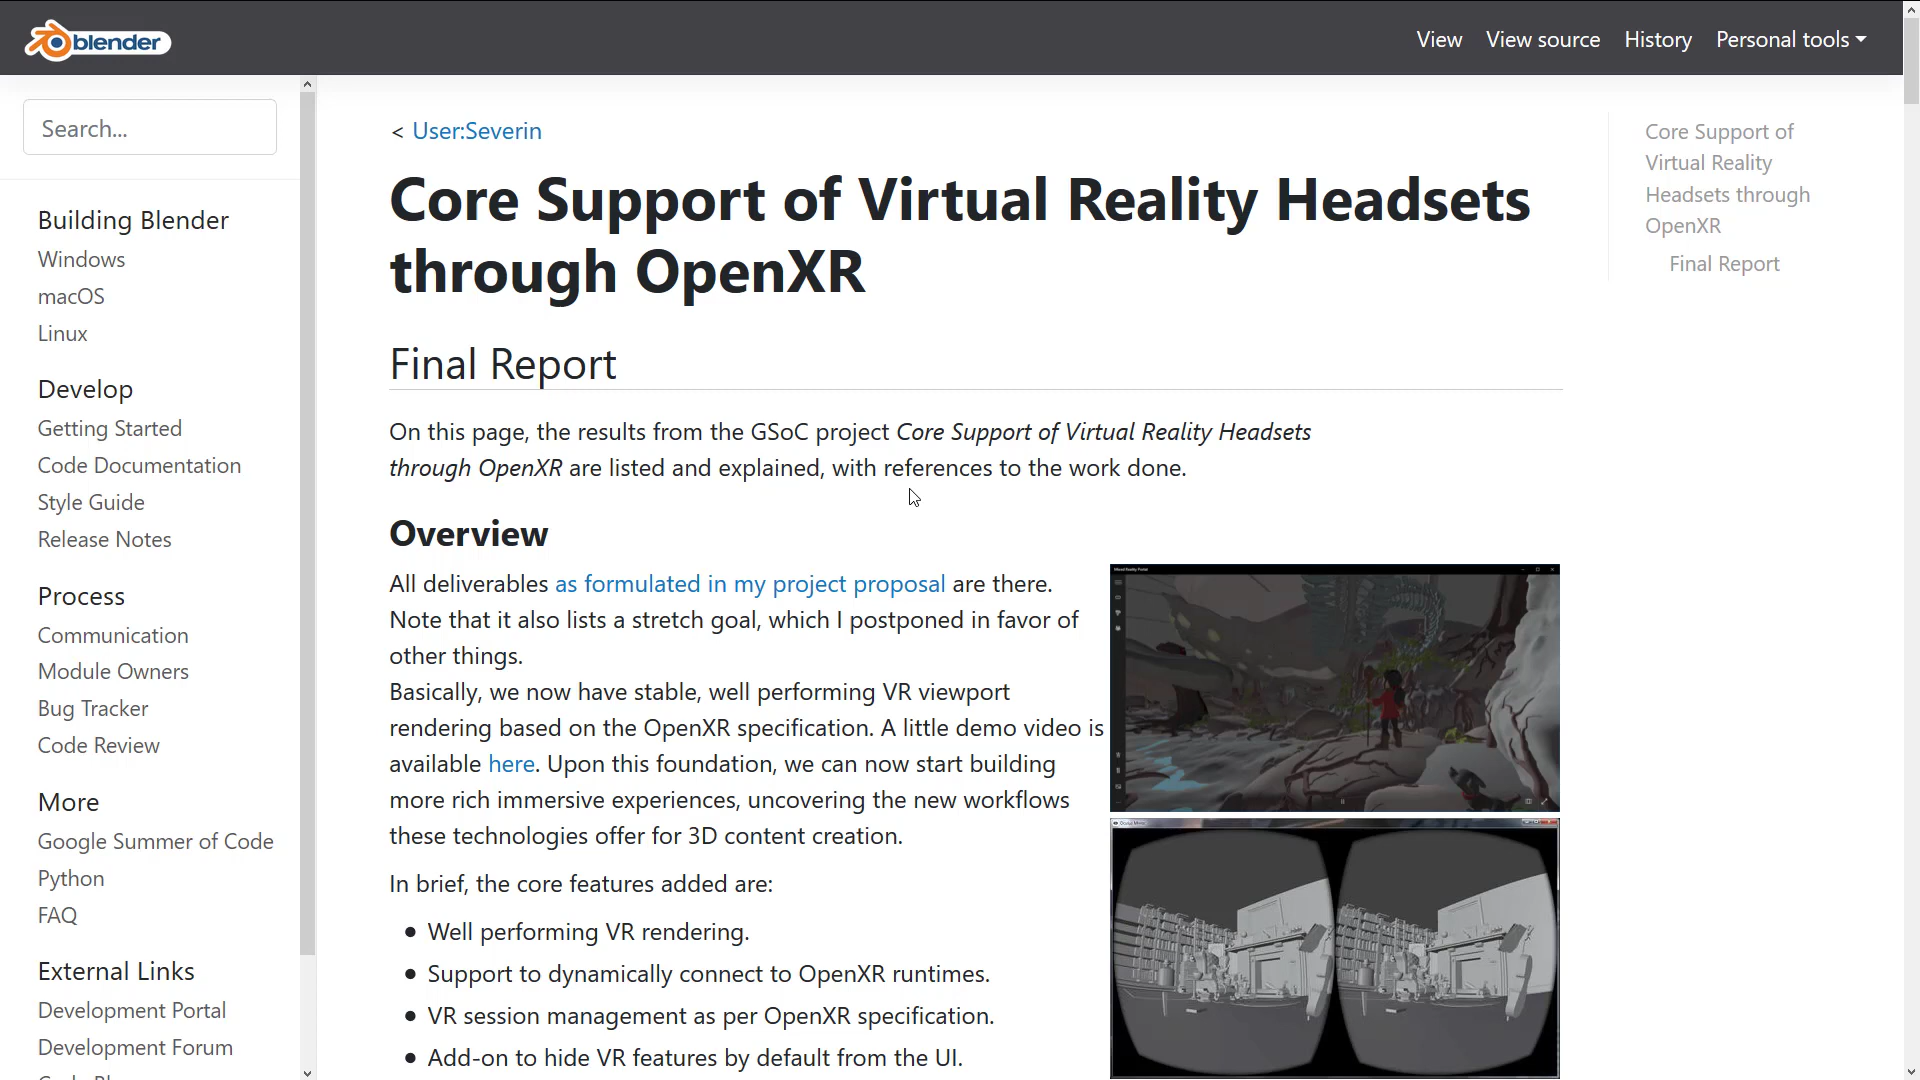 blender
View View source History Personal tools
Search...
Building Blender
Windows
macOS
Linux
Develop
Getting Started
Code Documentation
Style Guide
Release Notes
Process
Communication
Module Owners
Bug Tracker
Code Review
More
Google Summer of Code
Python
FAQ
External Links
Development Portal
Development Forum
< User:Severin
Core Support of Virtual Reality Headsets
through OpenXR
Final Report
On this page, the results from the GSoC project Core Support of Virtual Reality Headsets
through OpenXR are listed and explained, with references to the work done.
Overview
All deliverables as formulated in my project proposal are there.
Note that it also lists a stretch goal, which I postponed in favor of
other things.
Basically, we now have stable, well performing VR viewport
rendering based on the OpenXR specification. A little demo video is
available here. Upon this foundation, we can now start building
more rich immersive experiences, uncovering the new workflows
these technologies offer for 3D content creation.
In brief, the core features added are:
• Well performing VR rendering.
• Support to dynamically connect to OpenXR runtimes.
• VR session management as per OpenXR specification.
• Add-on to hide VR features by default from the UI.
Mixed Reality Portal
Oculus Mirror
Core Support of
Virtual Reality
Headsets through
OpenXR
Final Report